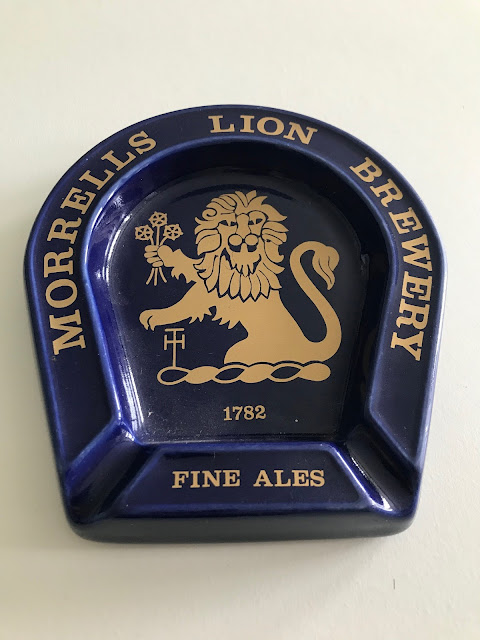 MORRELLS LION BREWERY
1782
FINE ALES